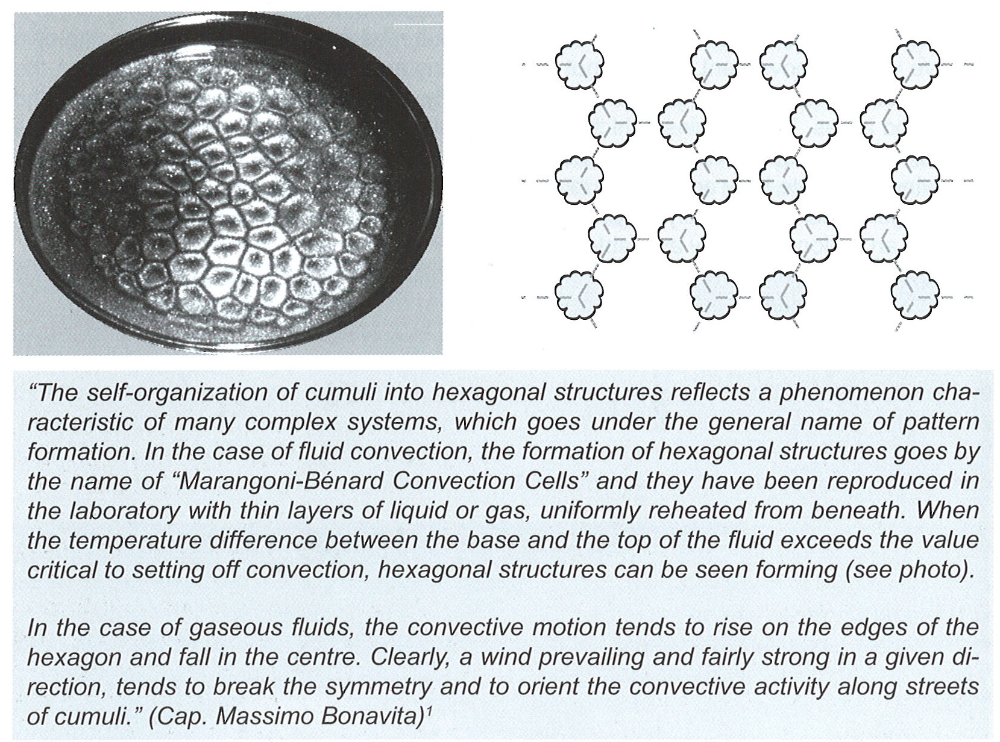 “The self-organization of cumuli into hexagonal structures reflects a phenomenon cha-
racteristic of many complex systems, which goes under the general name of pattern
formation. In the case of fluid convection, the formation of hexagonal structures goes by
the name of “Marangoni-Bénard Convection Cells” and they have been reproduced in
the laboratory with thin layers of liquid or gas, uniformly reheated from beneath. When
the temperature difference between the base and the top of the fluid exceeds the value
critical to setting off convection, hexagonal structures can be seen forming (see photo).
In the case of gaseous fluids, the convective motion tends to rise on the edges of the
hexagon and fall in the centre. Clearly, a wind prevailing and fairly strong in a given di-
rection, tends to break the symmetry and to orient the convective activity along streets
of cumuli.” (Cap. Massimo Bonavita)¹